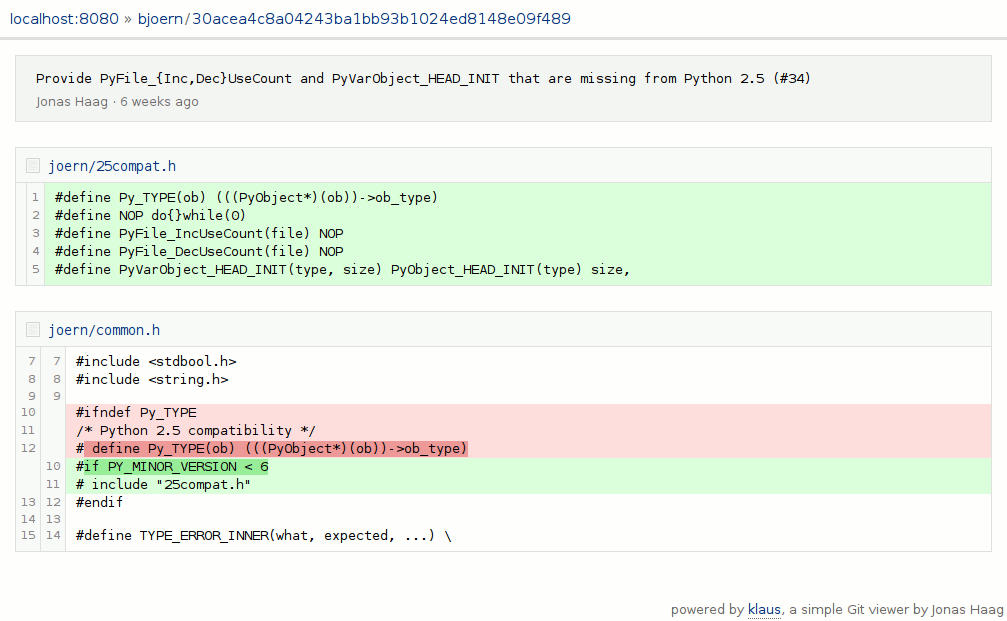 localhost:8080 » bjoern/30acea4c8a04243ba1bb93b1024ed8148e09f489
Provide PyFile_{Inc,Dec}UseCount and PyVarObject_HEAD_INIT that are missing from Python 2.5 (#34)
Jonas Haag · 6 weeks ago
joern/25compat.h
1 #define Py_TYPE(ob) (((PyObject*)(ob))->ob_type)
2 #define NOP do{}while(0)
3 #define PyFile_IncUseCount(file) NOP
4 #define PyFile_DecUseCount(file) NOP
5 #define PyVarObject_HEAD_INIT(type, size) PyObject_HEAD_INIT(type) size,
joern/common.h
7 7 #include <stdbool.h>
8 8 #include <string.h>
9 9
10 #ifndef Py_TYPE
11 /* Python 2.5 compatibility */
12 # define Py_TYPE(ob) (((PyObject*)(ob))->ob_type)
10 #if PY_MINOR_VERSION < 6
11 # include "25compat.h"
13 12 #endif
14 13
15 14 #define TYPE_ERROR_INNER(what, expected, ...) \
powered by klaus, a simple Git viewer by Jonas Haag